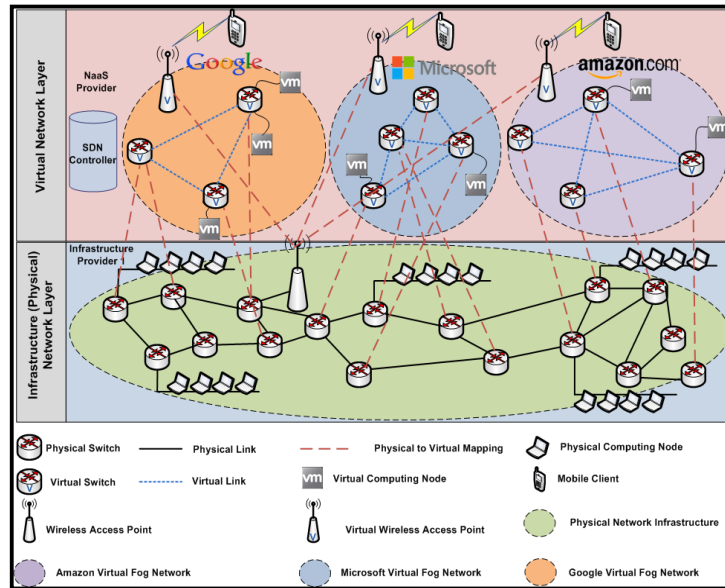 Virtual Network Layer
NaaS
Provider
SDN
Controller
Google
Microsoft
amazon.com
V
V
V
vm
vm
vm
vm
vm
vm
vm
V
V
V
V
V
V
V
V
V
V
V
Infrastructure (Physical)
Network Layer
Infrastructure
Provider
Physical Switch
Physical Link
Physical to Virtual Mapping
Physical Computing Node
V
Virtual Switch
Virtual Link
vm
Virtual Computing Node
Mobile Client
Wireless Access Point
V
Virtual Wireless Access Point
Physical Network Infrastructure
Amazon Virtual Fog Network
Microsoft Virtual Fog Network
Google Virtual Fog Network